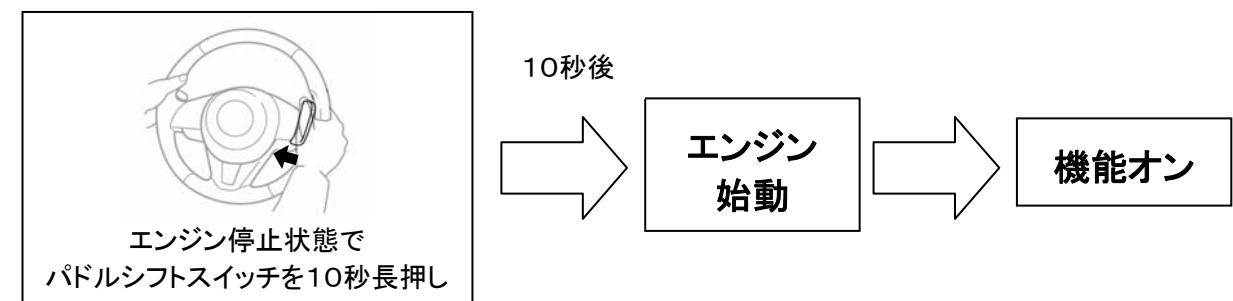 エンジン停止状態で
パドルシフトスイッチを10秒長押し
10秒後
エンジン
始動
機能オン